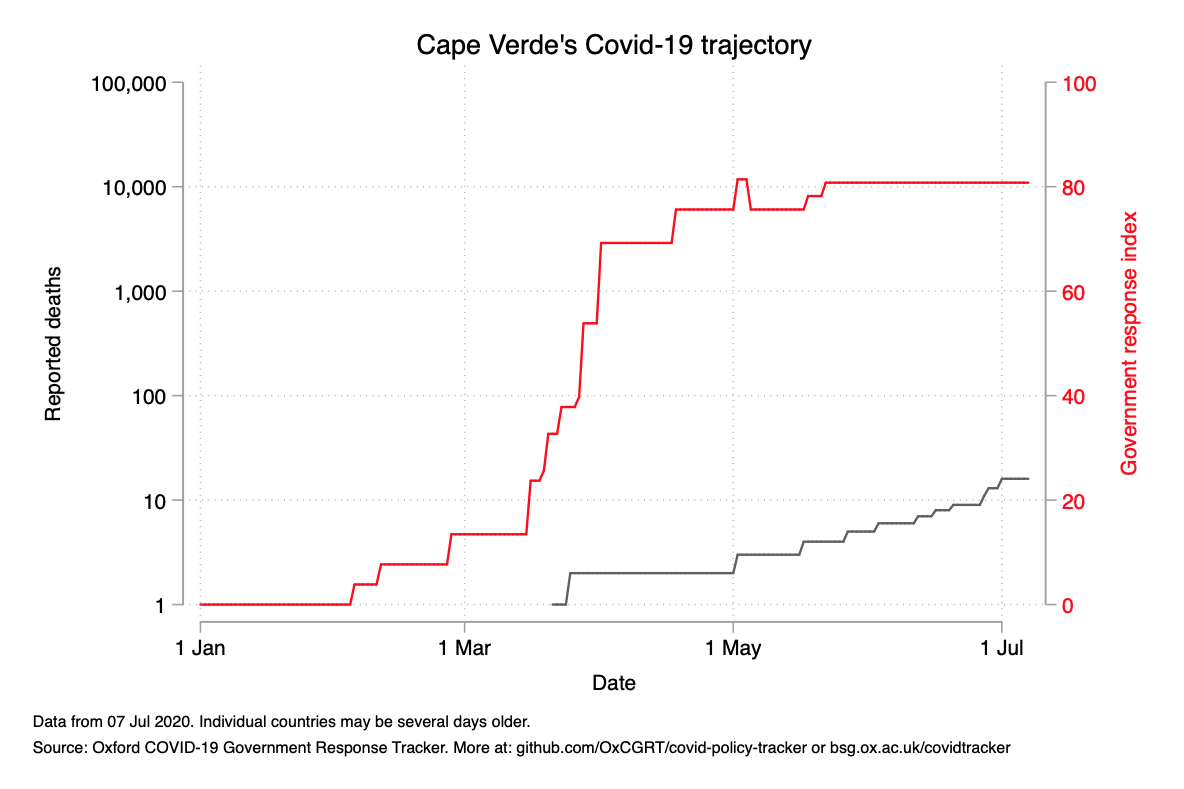 Cape Verde's Covid-19 trajectory
100,000
10,000
1,000
100
10
1
Reported deaths
100
80
60
40
20
0
Government response index
1 Jan
1 Mar
1 May
1 Jul
Date
Data from 07 Jul 2020. Individual countries may be several days older.
Source: Oxford COVID-19 Government Response Tracker. More at: github.com/OxCGRT/covid-policy-tracker or bsg.ox.ac.uk/covidtracker